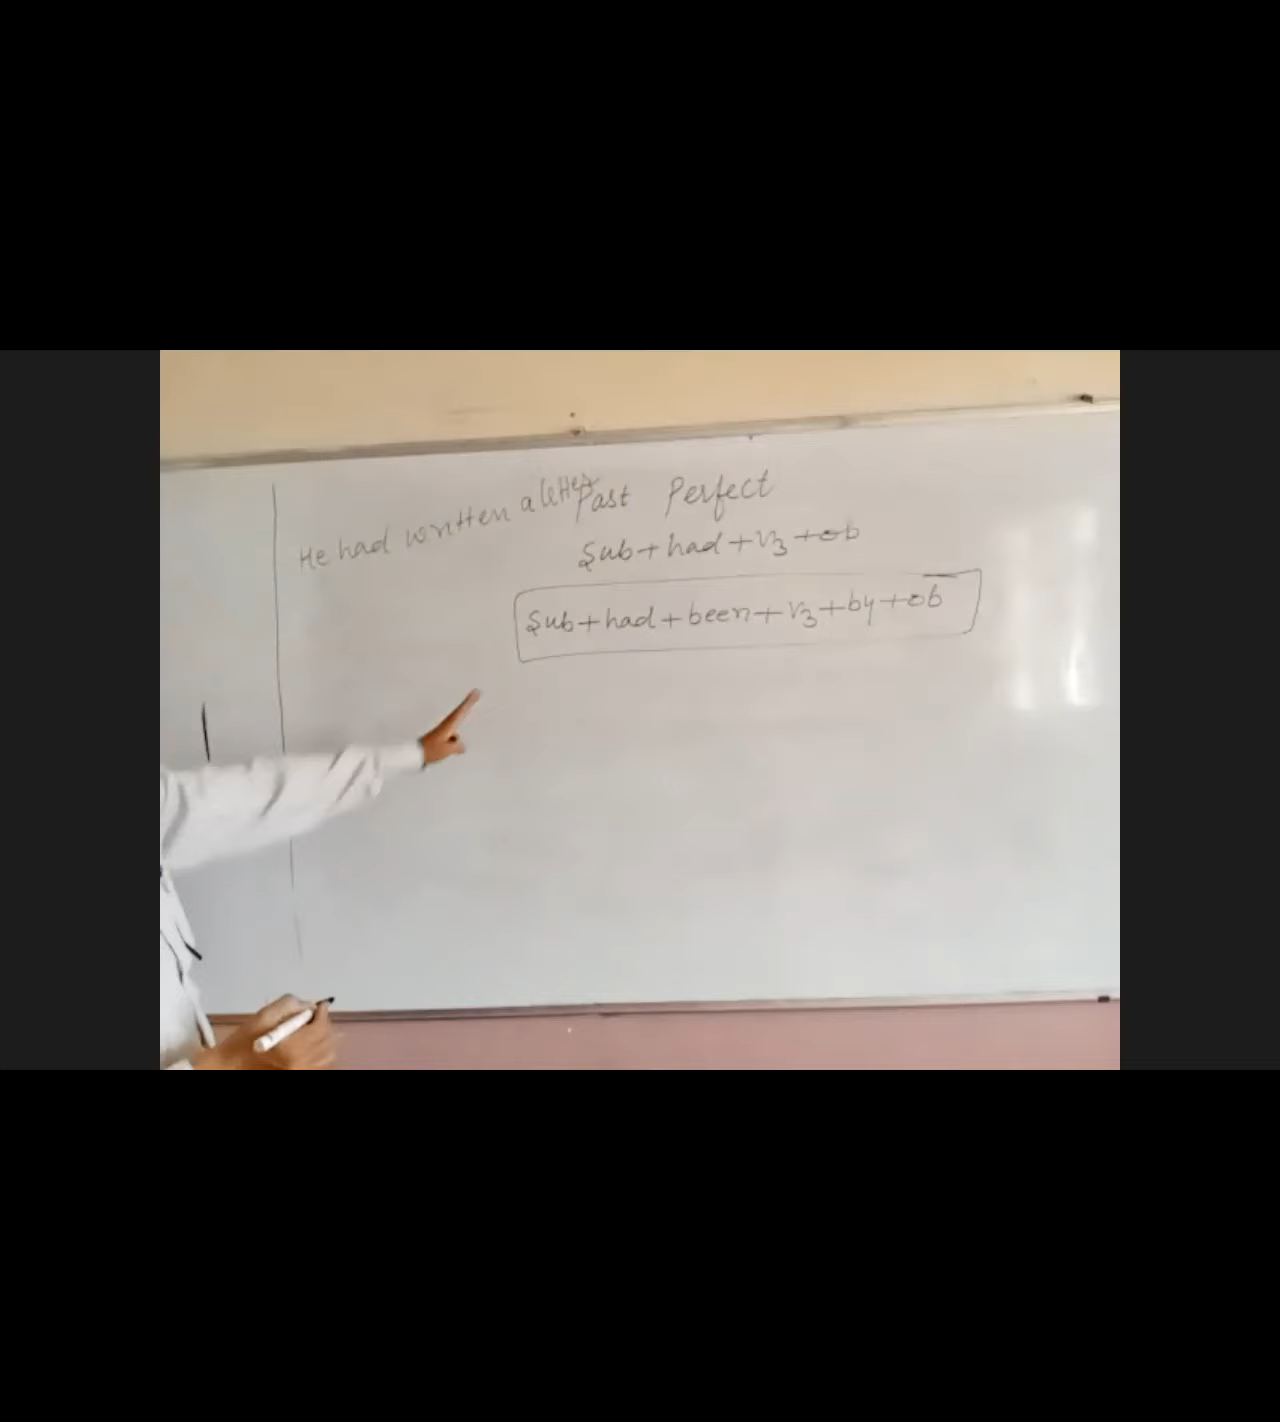 He had written a letter
Past Perfect
Sub+had+V3+ob
Sub+had+been+V3+by+ob